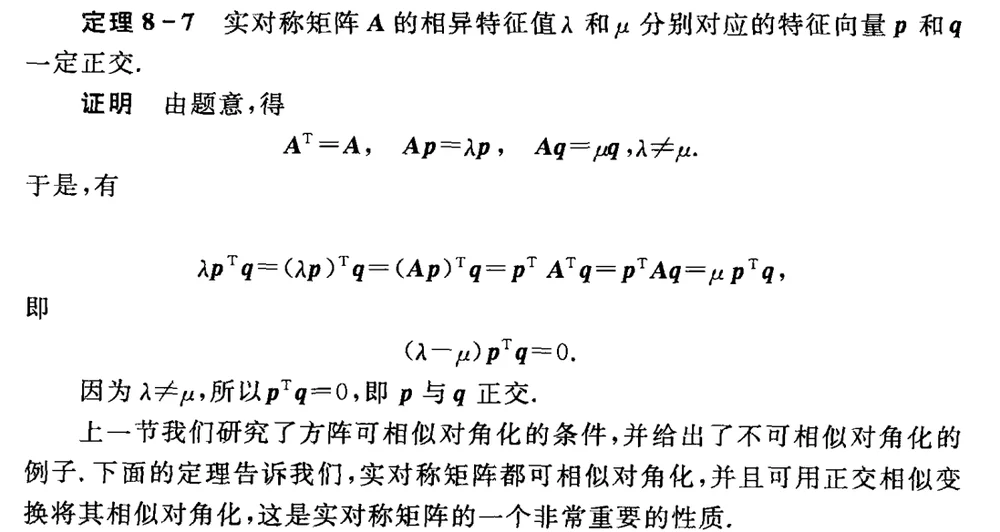 定理 8-7 实对称矩阵 A 的相异特征值 λ 和 μ 分别对应的特征向量 p 和 q
一定正交.
证明 由题意,得
Aᵀ=A, Ap=λp, Aq=μq,λ≠μ.
于是,有
λpᵀq=(λp)ᵀq=(Ap)ᵀq=pᵀ Aᵀq=pᵀAq=μ pᵀq,
即
(λ-μ)pᵀq=0.
因为 λ≠μ,所以pᵀq=0,即 p 与 q 正交.
上一节我们研究了方阵可相似对角化的条件,并给出了不可相似对角化的
例子.下面的定理告诉我们,实对称矩阵都可相似对角化,并且可用正交相似变
换将其相似对角化,这是实对称矩阵的一个非常重要的性质.